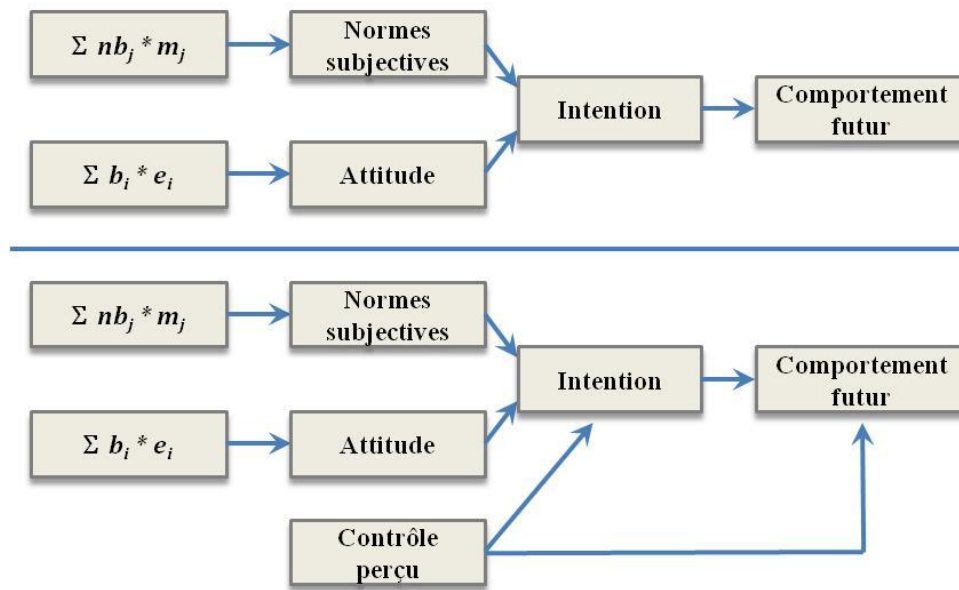 Σ nbj * mj
Normes
subjectives
Intention
Comportement
futur
Σ bi * ei
Attitude
Σ nbj * mj
Normes
subjectives
Intention
Comportement
futur
Σ bi * ei
Attitude
Contrôle
perçu